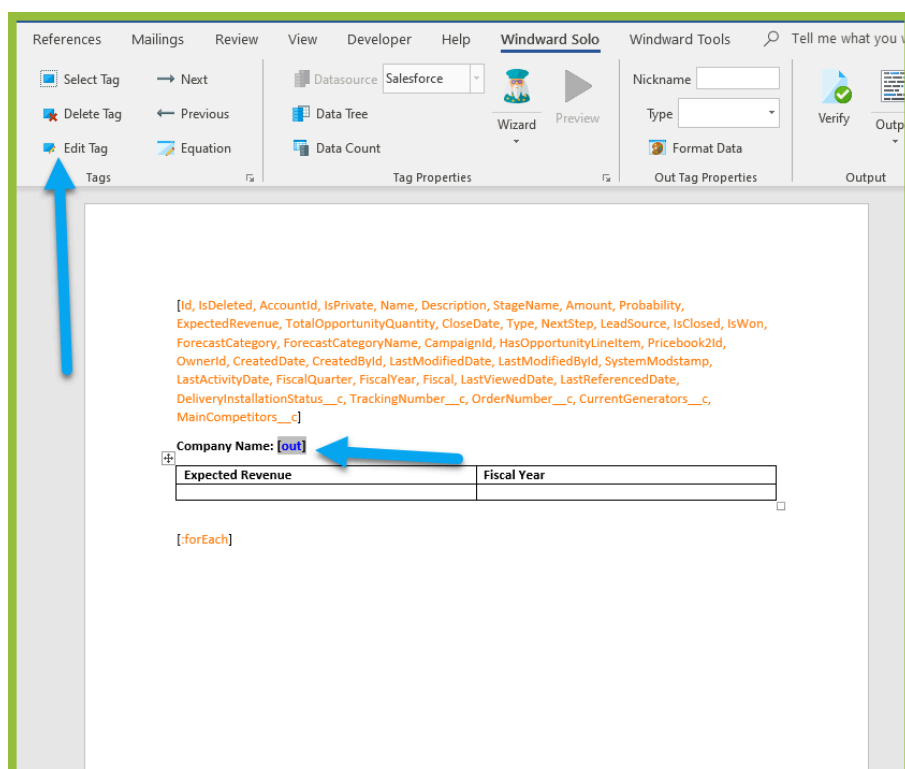 References Mailings Review View Developer Help Windward Solo Windward Tools Tell me what you
Select Tag Next Datasource Salesforce Nickname
Delete Tag Previous Data Tree Wizard Preview Type Verify
Edit Tag Equation Data Count Format Data
Tags Tag Properties Out Tag Properties Output
[Id, IsDeleted, AccountId, IsPrivate, Name, Description, StageName, Amount, Probability,
ExpectedRevenue, TotalOpportunityQuantity, CloseDate, Type, NextStep, LeadSource, IsClosed, IsWon,
ForecastCategory, ForecastCategoryName, CampaignId, HasOpportunityLineItem, Pricebook2Id,
OwnerId, CreatedDate, CreatedById, LastModifiedDate, LastModifiedById, SystemModstamp,
LastActivityDate, FiscalQuarter, FiscalYear, Fiscal, LastViewedDate, LastReferencedDate,
DeliveryInstallationStatus__c, TrackingNumber__c, OrderNumber__c, CurrentGenerators__c,
MainCompetitors__c]
Company Name: [out]
Expected Revenue Fiscal Year
[:forEach]